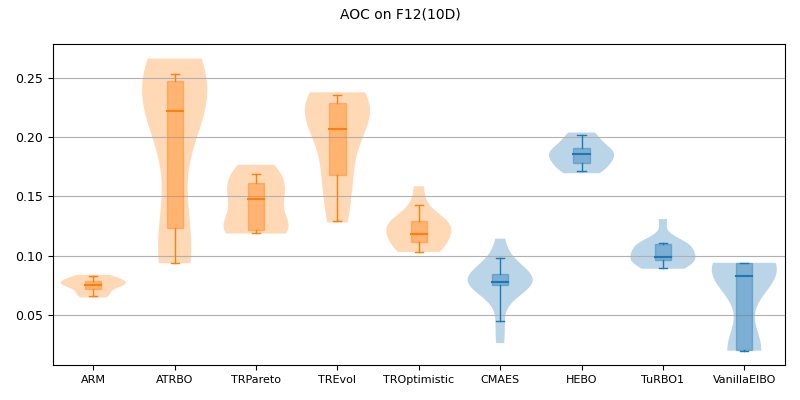 AOC on F12(10D)
0.25
0.20
0.15
0.10
0.05
ARM ATRBO TRPareto TREvol TROptimistic CMAES HEBO TuRBO1 VanillaEIBO